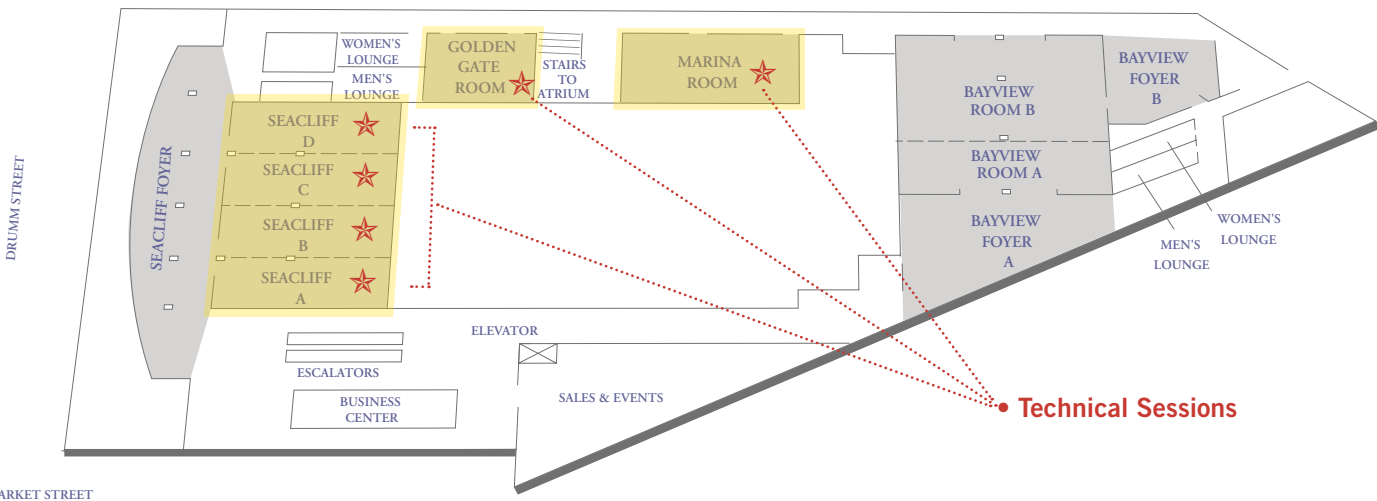 WOMEN'S
LOUNGE
MEN'S
LOUNGE
GOLDEN
GATE
ROOM
STAIRS
TO
ATRIUM
MARINA
ROOM
BAYVIEW
ROOM B
BAYVIEW
FOYER
B
SEACLIFF
D
SEACLIFF
C
SEACLIFF
B
SEACLIFF
A
SEACLIFF FOYER
DRUMM STREET
BAYVIEW
ROOM A
BAYVIEW
FOYER
A
WOMEN'S
LOUNGE
MEN'S
LOUNGE
ELEVATOR
ESCALATORS
BUSINESS
CENTER
SALES & EVENTS
Technical Sessions
ARKET STREET